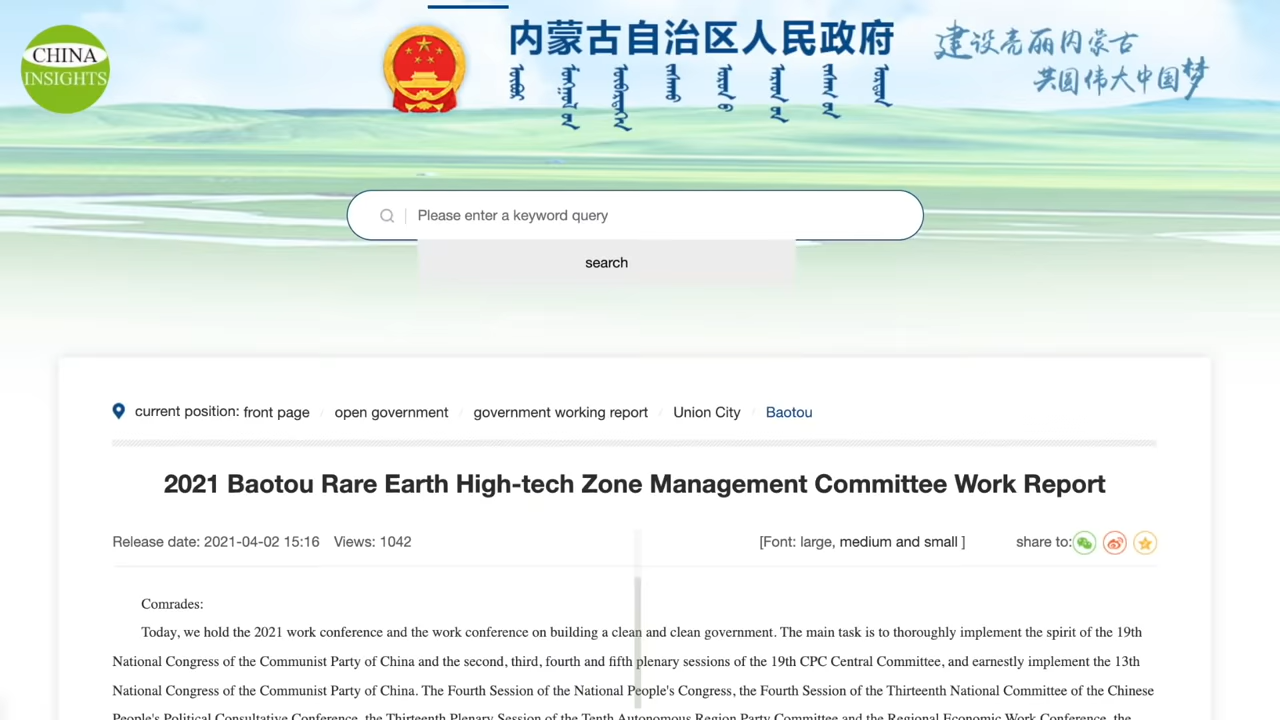 CHINA
INSIGHTS
内蒙古自治区人民政府
建设亮丽内蒙古
共圆伟大中国梦
Please enter a keyword query
search
current position: front page / open government / government working report / Union City / Baotou
2021 Baotou Rare Earth High-tech Zone Management Committee Work Report
Release date: 2021-04-02 15:16 Views: 1042 [Font: large, medium and small ] share to:
Comrades:
Today, we hold the 2021 work conference and the work conference on building a clean and clean government. The main task is to thoroughly implement the spirit of the 19th
National Congress of the Communist Party of China and the second, third, fourth and fifth plenary sessions of the 19th CPC Central Committee, and earnestly implement the 13th
National Congress of the Communist Party of China. The Fourth Session of the National People's Congress, the Fourth Session of the Thirteenth National Committee of the Chinese
People's Political Consultative Conference, the Thirteenth Plenary Session of the Tenth Autonomous Region Party Committee and the Regional Economic Work Conference, the